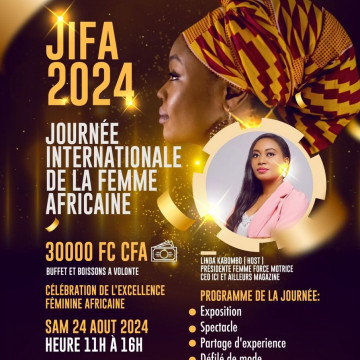 JIFA
2024
JOURNÉE
INTERNATIONALE
DE LA FEMME
AFRICAINE
30000 FC CFA
BUFFET ET BOISSONS A VOLONTE
CÉLÉBRATION DE L'EXCELLENCE
FÉMININE AFRICAINE
SAM 24 AOUT 2024
HEURE 11H À 16H
LINDA KABOMBO ( HOST )
PRÉSIDENTE FEMME FORCE MOTRICE
CEO ICI ET AILLEURS MAGAZINE
PROGRAMME DE LA JOURNÉE:
Exposition
Spectacle
Partage d'experience
Défilé de mode